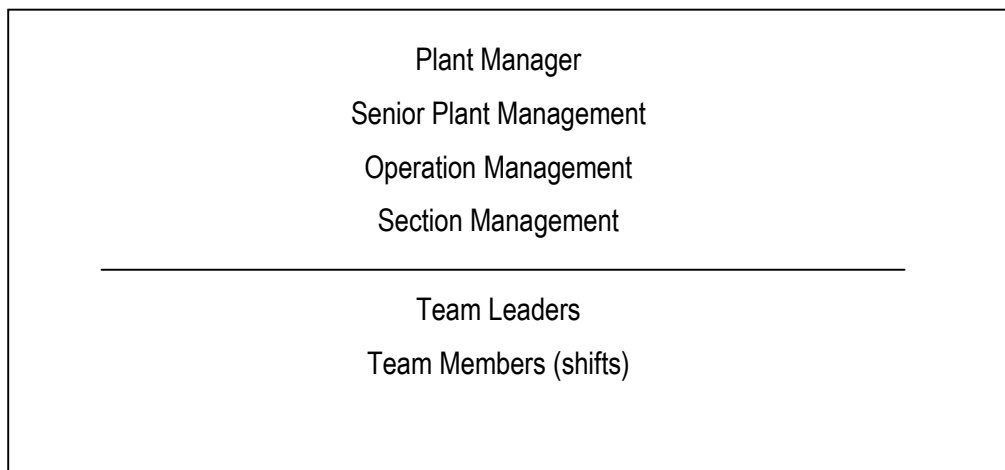 Plant Manager
Senior Plant Management
Operation Management
Section Management
Team Leaders
Team Members (shifts)